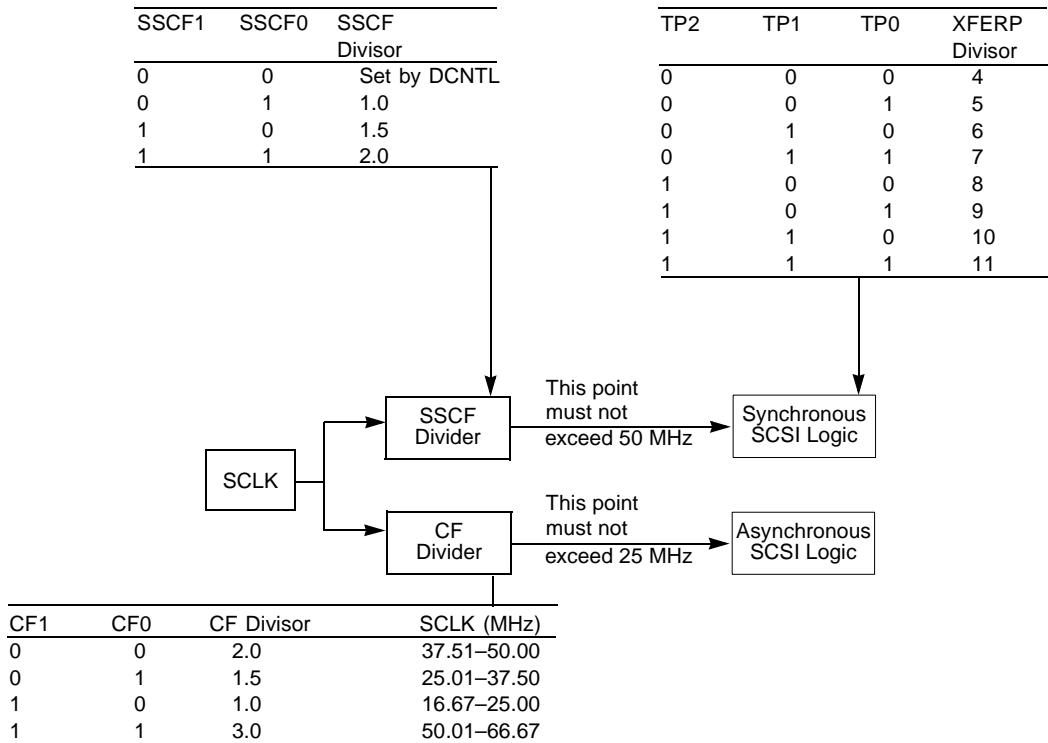 SSCF1 SSCF0 SSCF Divisor
0 0 Set by DCNTL
0 1 1.0
1 0 1.5
1 1 2.0
TP2 TP1 TP0 XFERP Divisor
0 0 0 4
0 0 1 5
0 1 0 6
0 1 1 7
1 0 0 8
1 0 1 9
1 1 0 10
1 1 1 11
SCLK
SSCF
Divider
This point
must not
exceed 50 MHz
Synchronous
SCSI Logic
CF
Divider
This point
must not
exceed 25 MHz
Asynchronous
SCSI Logic
CF1 CF0 CF Divisor SCLK (MHz)
0 0 2.0 37.51–50.00
0 1 1.5 25.01–37.50
1 0 1.0 16.67–25.00
1 1 3.0 50.01–66.67